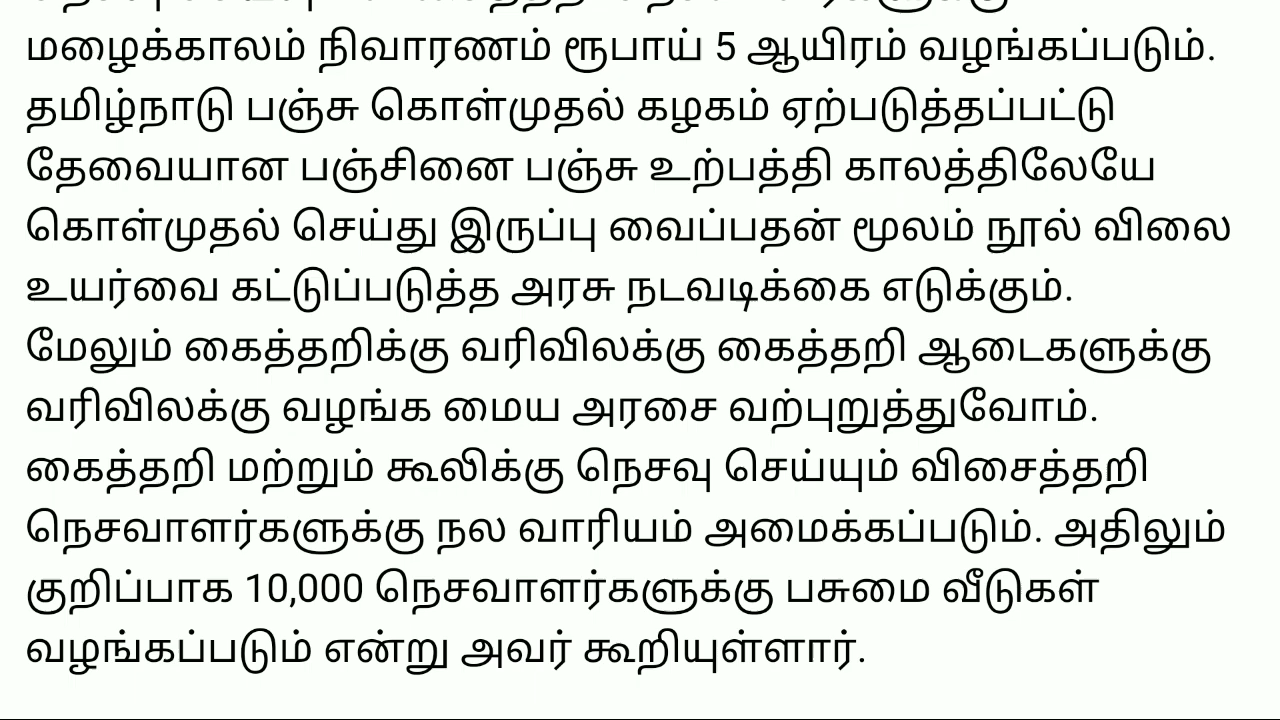 மழைக்காலம் நிவாரணம் ரூபாய் 5 ஆயிரம் வழங்கப்படும்.
தமிழ்நாடு பஞ்சு கொள்முதல் கழகம் ஏற்படுத்தப்பட்டு
தேவையான பஞ்சினை பஞ்சு உற்பத்தி காலத்திலேயே
கொள்முதல் செய்து இருப்பு வைப்பதன் மூலம் நூல் விலை
உயர்வை கட்டுப்படுத்த அரசு நடவடிக்கை எடுக்கும்.
மேலும் கைத்தறிக்கு வரிவிலக்கு கைத்தறி ஆடைகளுக்கு
வரிவிலக்கு வழங்க மைய அரசை வற்புறுத்துவோம்.
கைத்தறி மற்றும் கூலிக்கு நெசவு செய்யும் விசைத்தறி
நெசவாளர்களுக்கு நல வாரியம் அமைக்கப்படும். அதிலும்
குறிப்பாக 10,000 நெசவாளர்களுக்கு பசுமை வீடுகள்
வழங்கப்படும் என்று அவர் கூறியுள்ளார்.